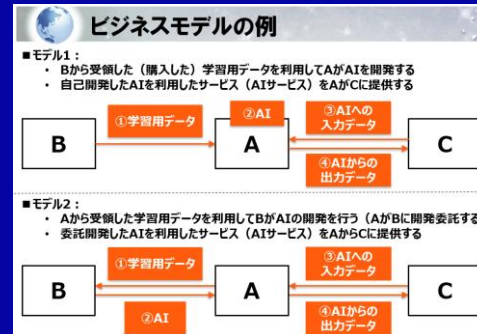 ビジネスモデルの例
■モデル1：
• Bから受領した（購入した）学習用データを利用してAがAIを開発する
• 自己開発したAIを利用したサービス（AIサービス）をAがCに提供する
B
①学習用データ
②AI
A
③AIへの
入力データ
④AIからの
出力データ
C
■モデル2：
• Aから受領した学習用データを利用してBがAIの開発を行う（AがBに開発委託する
• 委託開発したAIを利用したサービス（AIサービス）をAからCに提供する
B
①学習用データ
②AI
A
③AIへの
入力データ
④AIからの
出力データ
C